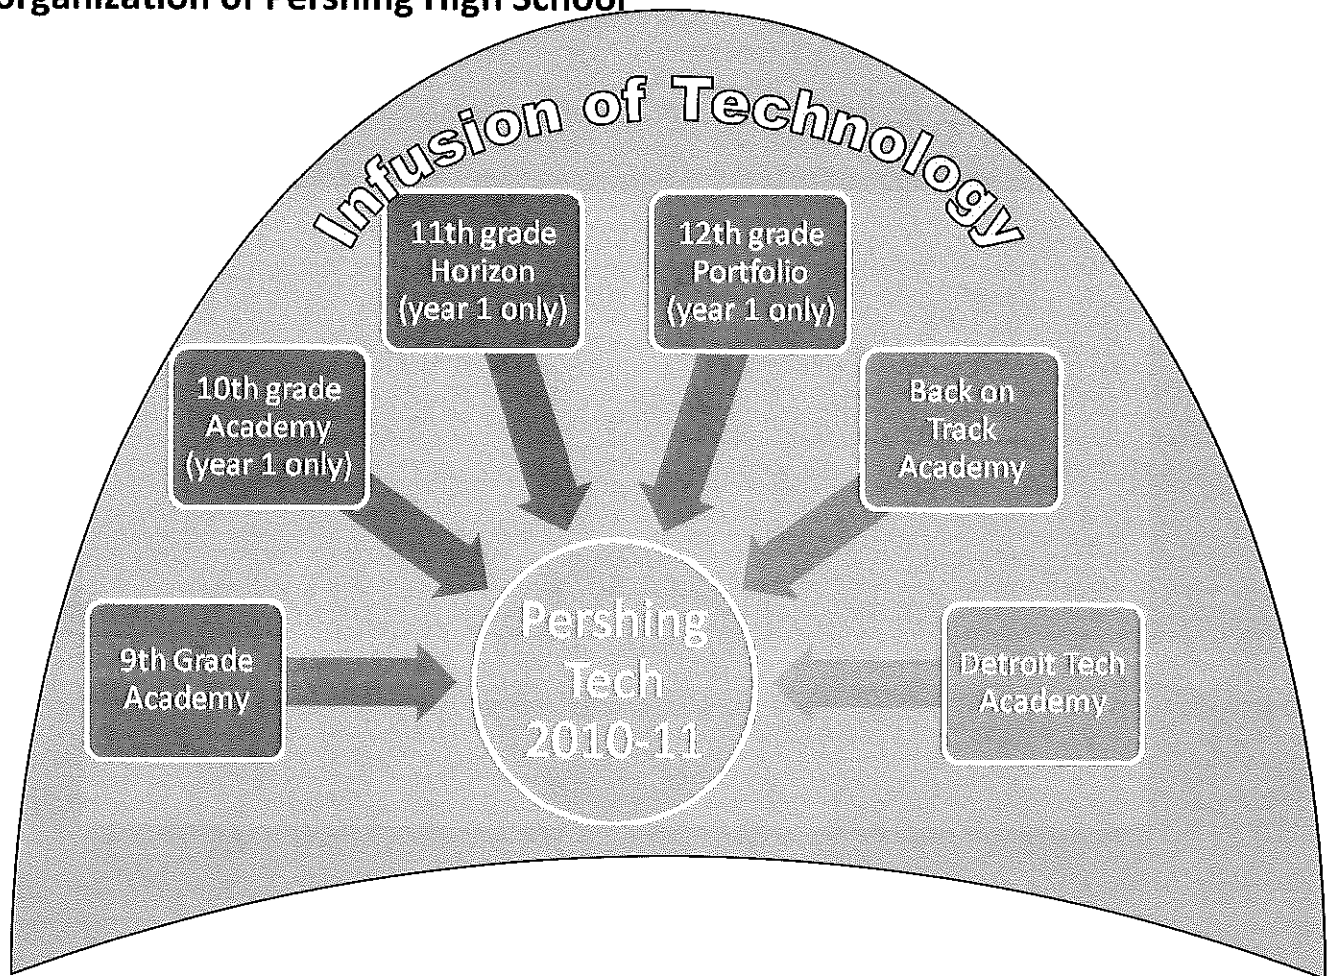 organization of Pershing High School
Infusion of Technology
11th grade
Horizon
(year 1 only)
12th grade
Portfolio
(year 1 only)
10th grade
Academy
(year 1 only)
Back on
Track
Academy
9th Grade
Academy
Pershing
Tech
2010-11
Detroit Tech
Academy